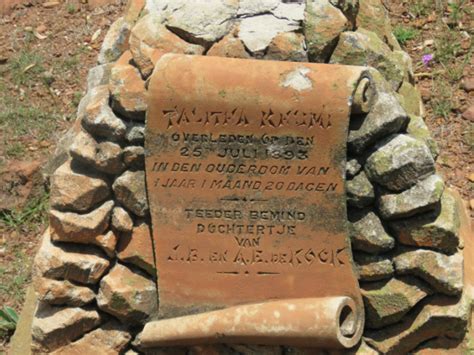 TALITHA KRUMI
OVERLEDEN OP DEN
25 JULI 1893
IN DEN OUDERDOM VAN
1 JAAR 1 MAAND 20 DAGEN
TEEDER BEMIND
DOCHTERTJE
VAN
J.B. EN A.E. DE KOCK